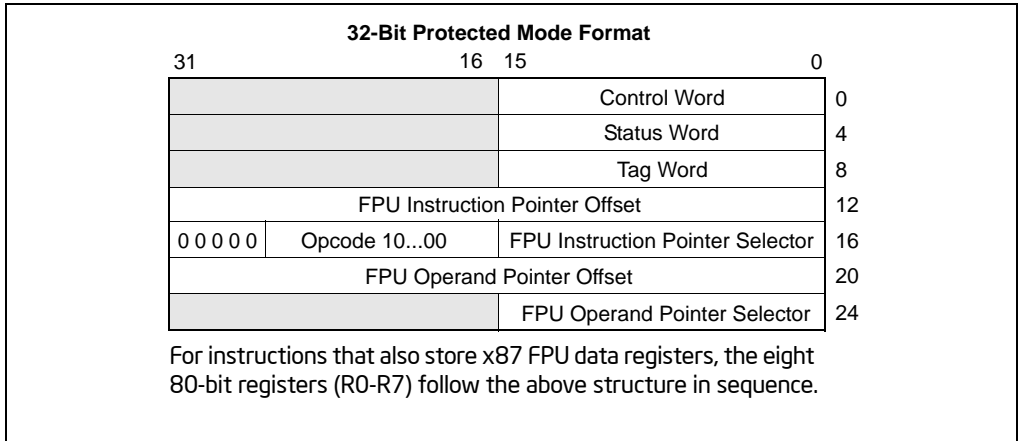 32-Bit Protected Mode Format
31 16 15 0
Control Word 0
Status Word 4
Tag Word 8
FPU Instruction Pointer Offset 12
0 0 0 0 0 Opcode 10...00 FPU Instruction Pointer Selector 16
FPU Operand Pointer Offset 20
FPU Operand Pointer Selector 24
For instructions that also store x87 FPU data registers, the eight
80-bit registers (R0-R7) follow the above structure in sequence.